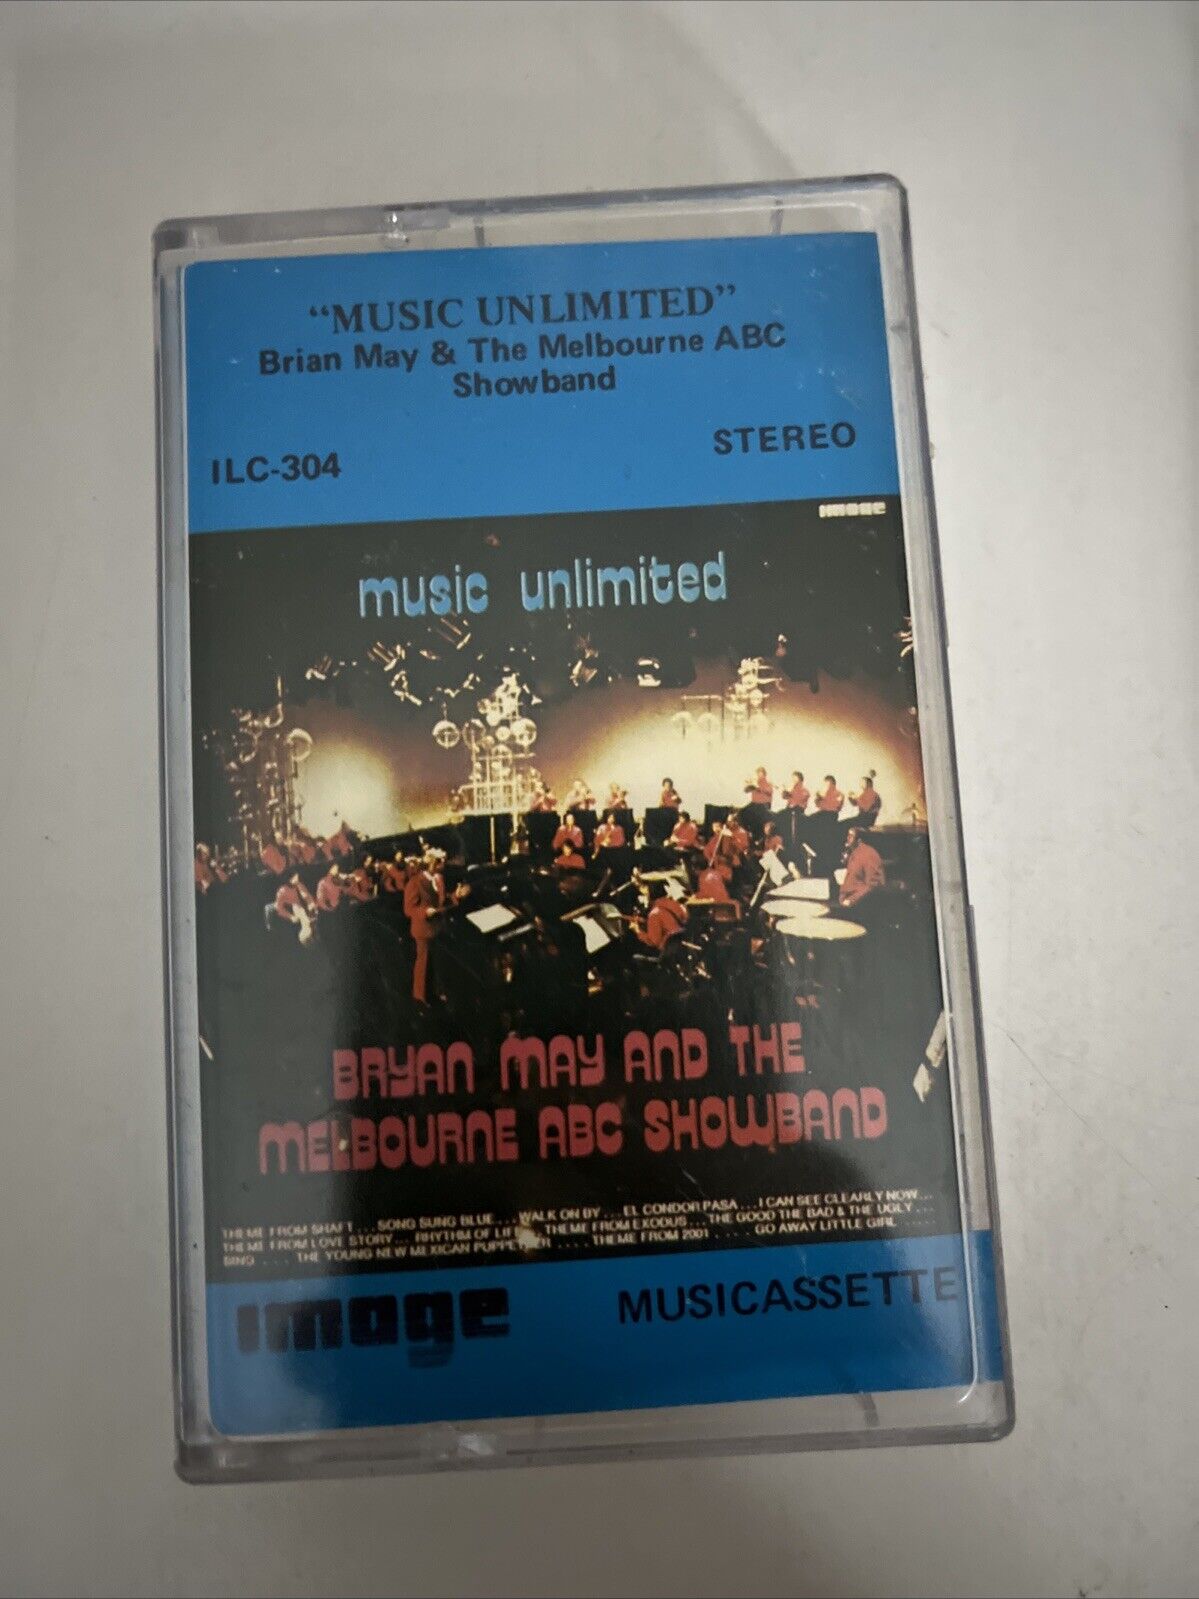 “MUSIC UNLIMITED”
Brian May & The Melbourne ABC
Showband
STEREO
ILC-304
image
music unlimited
BRYAN MAY AND THE
MELBOURNE ABC SHOWBAND
THEME FROM SHAFT...SONG SUNG BLUE...WALK ON BY...EL CONDOR PASA...I CAN SEE CLEARLY NOW...
THEME FROM LOVE STORY...RHYTHM OF THEME FROM EXODUS...THE GOOD THE BAD & THE UGLY...
BING...THE YOUNG NEW MEXICAN PUPPETEER.....THEME FROM 2001.....GO AWAY LITTLE GIRL.....
image
MUSICASSETTE